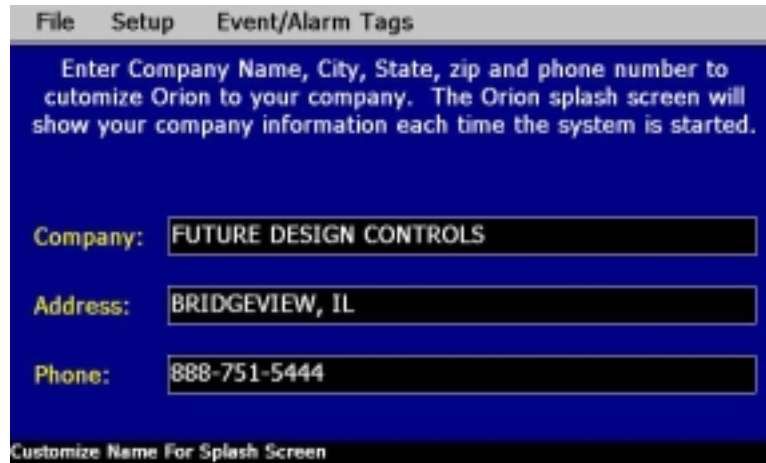 File Setup Event/Alarm Tags
Enter Company Name, City, State, zip and phone number to
cutomize Orion to your company. The Orion splash screen will
show your company information each time the system is started.
Company: FUTURE DESIGN CONTROLS
Address: BRIDGEVIEW, IL
Phone: 888-751-5444
Customize Name For Splash Screen